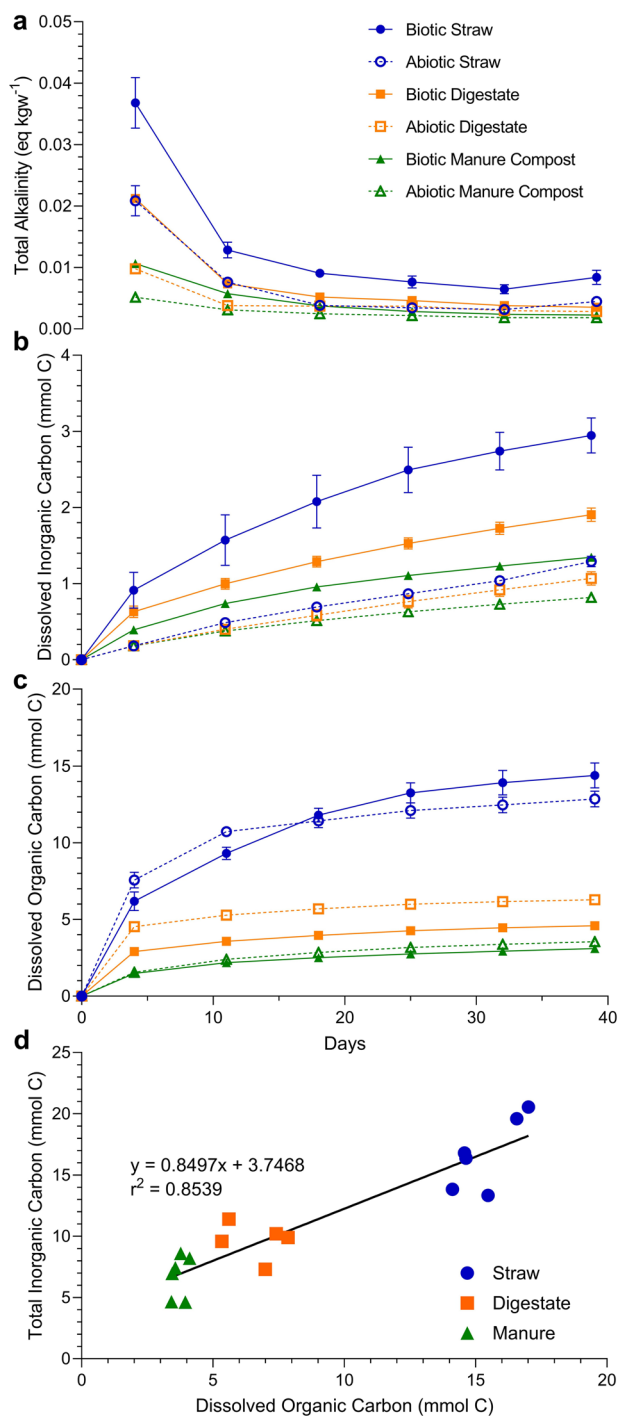 a
Total Alkalinity (eq kgw-1)
0.05
0.04
0.03
0.02
0.01
0.00
Biotic Straw
Abiotic Straw
Biotic Digestate
Abiotic Digestate
Biotic Manure Compost
Abiotic Manure Compost
b
Dissolved Inorganic Carbon (mmol C)
4
3
2
1
0
c
Dissolved Organic Carbon (mmol C)
20
15
10
5
0
0 10 20 30 40
Days
d
Total Inorganic Carbon (mmol C)
25
20
15
10
5
0
y = 0.8497x + 3.7468
r2 = 0.8539
Straw
Digestate
Manure
0 5 10 15 20
Dissolved Organic Carbon (mmol C)